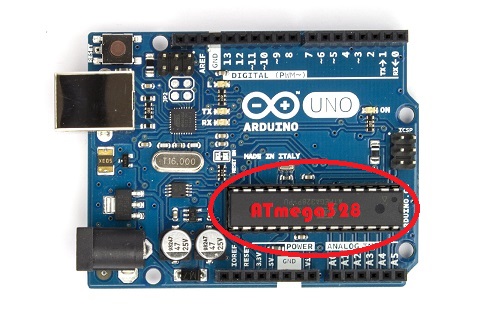 RESET
AREF
GND
13
12
~11
~10
~9
8
7
~6
~5
4
~3
2
TX→1
RX←0
DIGITAL (PWM~)
TX
RX
ARDUINO
UNO
ON
ICSP
T16.000
MADE IN ITALY
ATmega328
ARDUINO
47
25V
47
25V
IOREF
RESET
3.3V
5V
GND
POWER
ANALOG IN
A0
A1
A2
A3
A4
A5